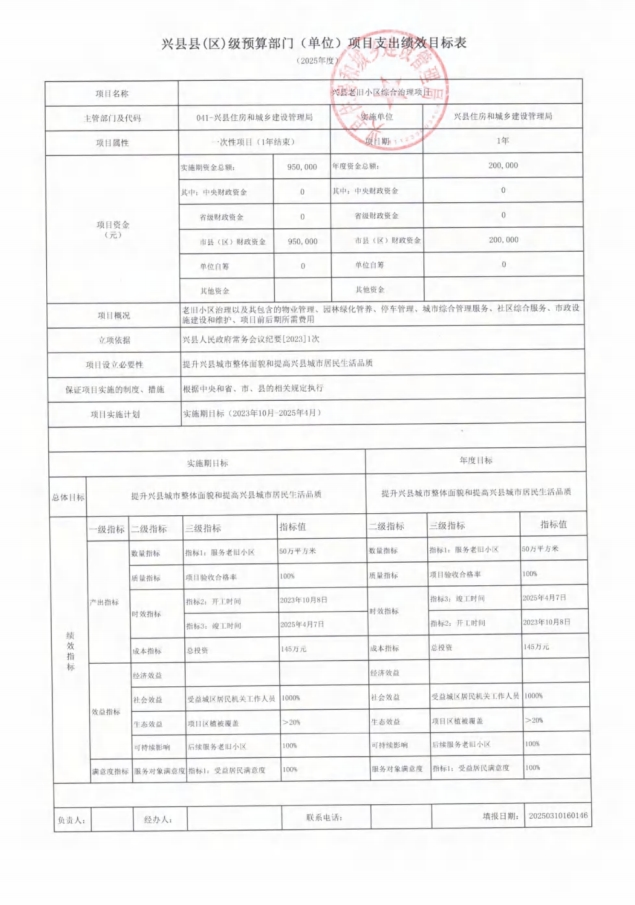 兴县县(区)级预算部门（单位）项目支出绩效目标表
（2025年度）
项目名称 兴县老旧小区综合治理项目
主管部门及代码 041-兴县住房和城乡建设管理局 实施单位 兴县住房和城乡建设管理局
项目属性 一次性项目（1年结束） 项目期 1年
项目资金
（元）
实施期资金总额： 950,000 年度资金总额： 200,000
其中：中央财政资金 0 其中：中央财政资金 0
省级财政资金 0 省级财政资金 0
市县（区）财政资金 950,000 市县（区）财政资金 200,000
单位自筹 0 单位自筹 0
其他资金 其他资金
项目概况
老旧小区治理以及其包含的物业管理、园林绿化管养、停车管理、城市综合管理服务、社区综合服务、市政设
施建设和维护、项目前后期所需费用
立项依据 兴县人民政府常务会议纪要[2023]1次
项目设立必要性 提升兴县城市整体面貌和提高兴县城市居民生活品质
保证项目实施的制度、措施 根据中央和省、市、县的相关规定执行
项目实施计划 实施期目标（2023年10月-2025年4月）
实施期目标 年度目标
总体目标 提升兴县城市整体面貌和提高兴县城市居民生活品质 提升兴县城市整体面貌和提高兴县城市居民生活品质
绩效指标
一级指标 二级指标 三级指标 指标值 二级指标 三级指标 指标值
产出指标
数量指标 指标1：服务老旧小区 50万平方米 数量指标 指标1：服务老旧小区 50万平方米
质量指标 项目验收合格率 100% 质量指标 项目验收合格率 100%
时效指标 指标2：开工时间 2023年10月8日 时效指标 指标3：竣工时间 2025年4月7日
指标3：竣工时间 2025年4月7日 指标2：开工时间 2023年10月8日
成本指标 总投资 145万元 成本指标 总投资 145万元
效益指标
经济效益 经济效益
社会效益 受益城区居民机关工作人员 1000% 社会效益 受益城区居民机关工作人员 1000%
生态效益 项目区植被覆盖 >20% 生态效益 项目区植被覆盖 >20%
可持续影响 后续服务老旧小区 100% 可持续影响 后续服务老旧小区 100%
满意度指标 服务对象满意度 指标1：受益居民满意度 100% 服务对象满意度 指标1：受益居民满意度 100%
负责人： 经办人： 联系电话： 填报日期： 20250310160146